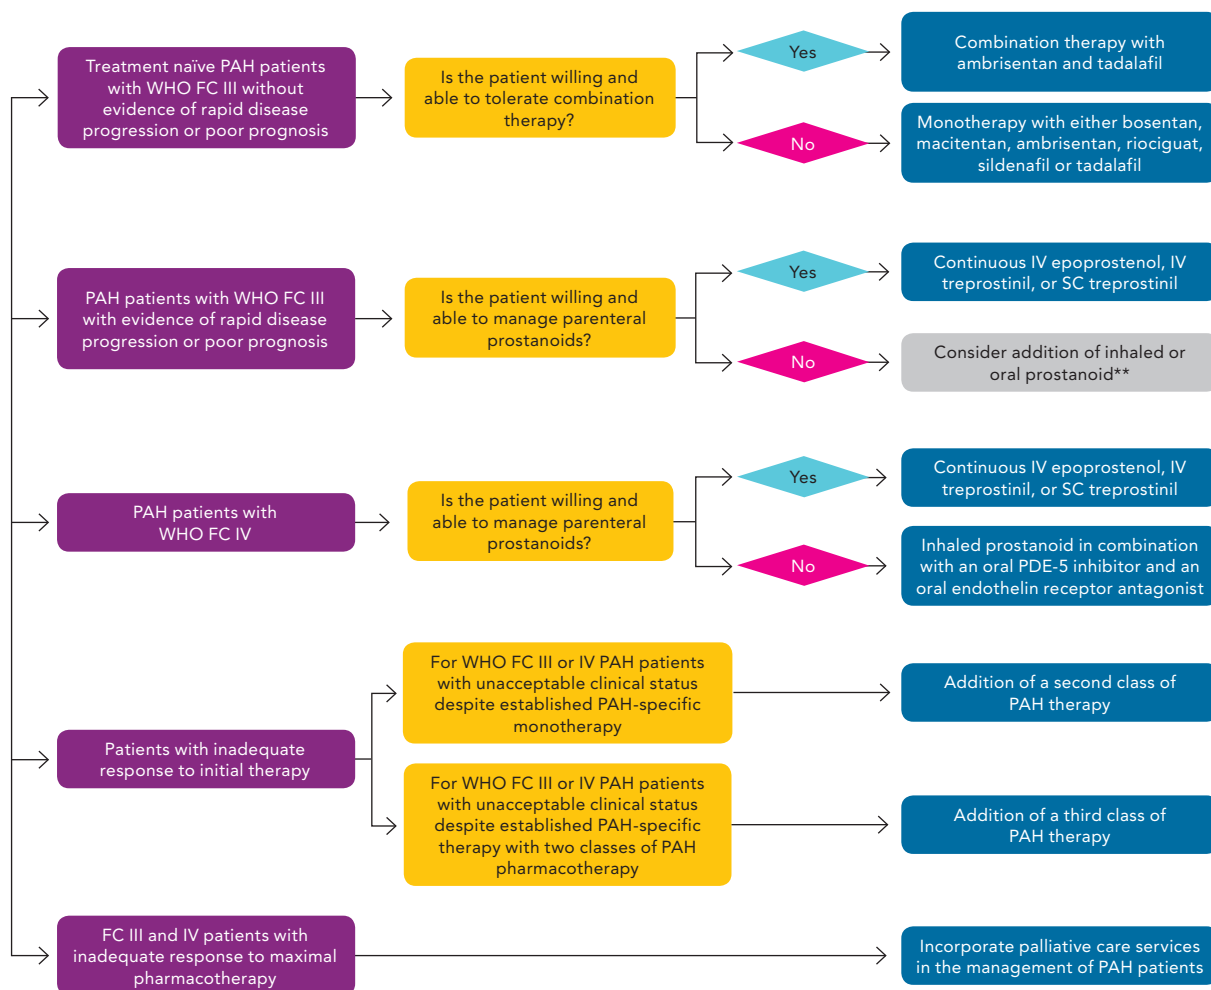 Treatment naïve PAH patients
with WHO FC III without
evidence of rapid disease
progression or poor prognosis
Is the patient willing and
able to tolerate combination
therapy?
Yes
Combination therapy with
ambrisentan and tadalafil
No
Monotherapy with either bosentan,
macitentan, ambrisentan, riociguat,
sildenafil or tadalafil
PAH patients with WHO FC III
with evidence of rapid disease
progression or poor prognosis
Is the patient willing and
able to manage parenteral
prostanoids?
Yes
Continuous IV epoprostenol, IV
treprostinil, or SC treprostinil
No
Consider addition of inhaled or
oral prostanoid**
PAH patients with
WHO FC IV
Is the patient willing and
able to manage parenteral
prostanoids?
Yes
Continuous IV epoprostenol, IV
treprostinil, or SC treprostinil
No
Inhaled prostanoid in combination
with an oral PDE-5 inhibitor and an
oral endothelin receptor antagonist
Patients with inadequate
response to initial therapy
For WHO FC III or IV PAH patients
with unacceptable clinical status
despite established PAH-specific
monotherapy
Addition of a second class of
PAH therapy
For WHO FC III or IV PAH patients
with unacceptable clinical status
despite established PAH-specific
therapy with two classes of PAH
pharmacotherapy
Addition of a third class of
PAH therapy
FC III and IV patients with
inadequate response to maximal
pharmacotherapy
Incorporate palliative care services
in the management of PAH patients